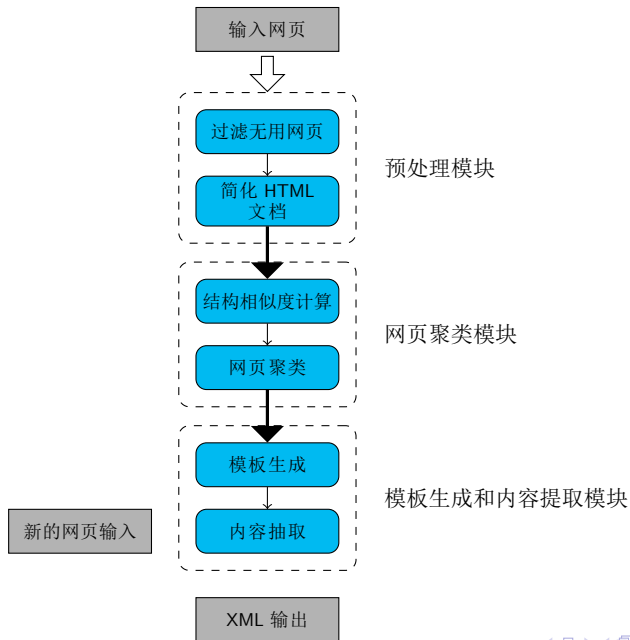 输入网页
过滤无用网页
简化 HTML
文档
预处理模块
结构相似度计算
网页聚类
网页聚类模块
模板生成
内容抽取
模板生成和内容提取模块
新的网页输入
XML 输出